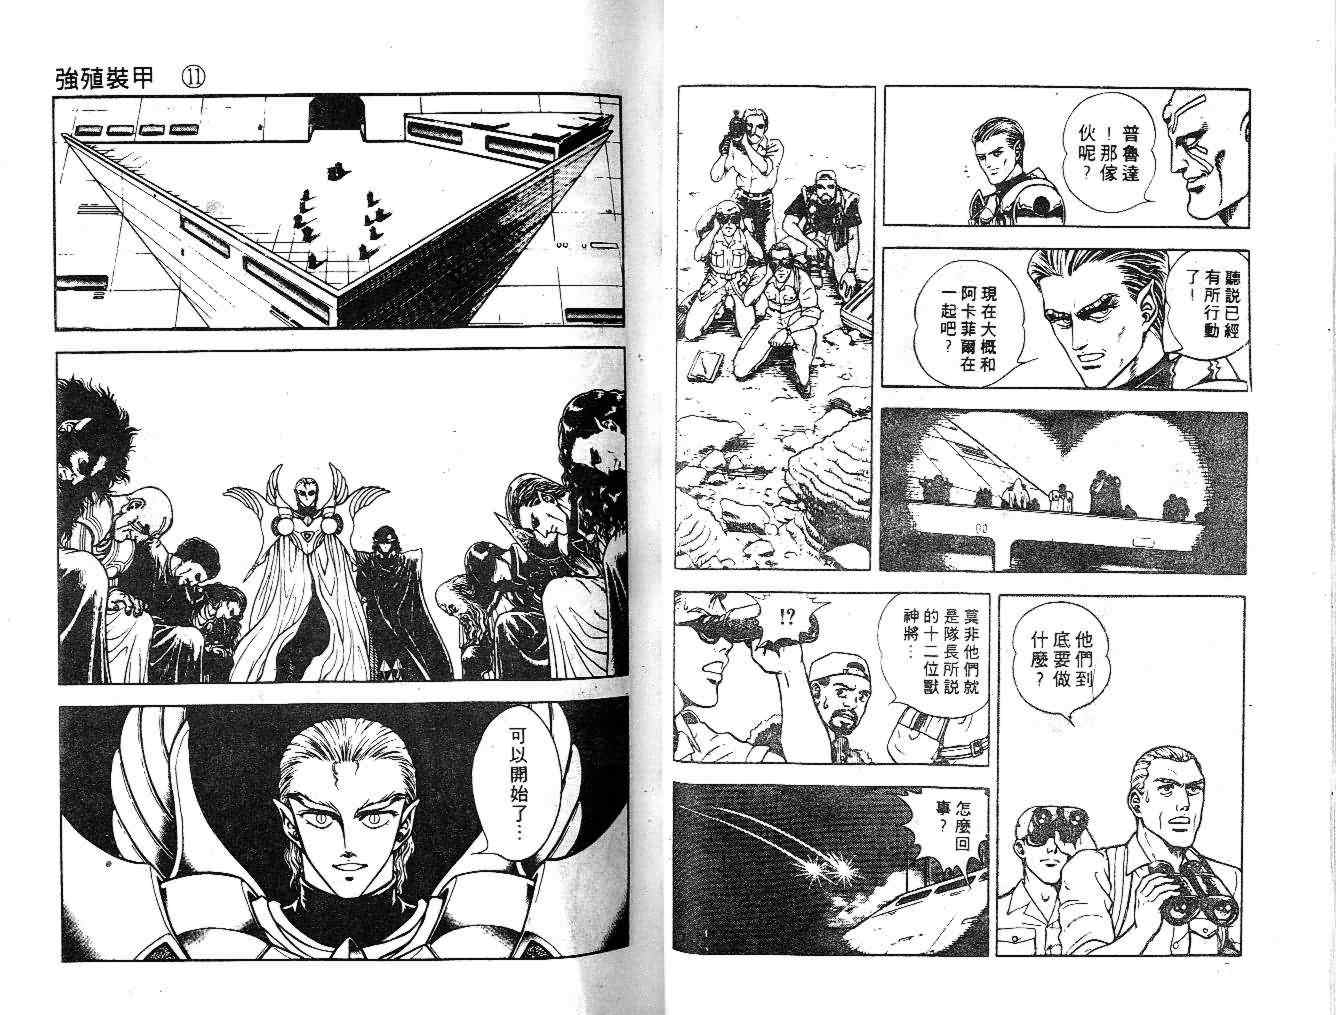 強殖裝甲 ⑪
普魯達
!那傢
伙呢?
聽説已經
有所行動
了!
現在大概和
阿卡菲爾在
一起吧?
他們到
底要做
什麼?
莫非他們就
是隊長所説
的十二位獸
神將…
!?
怎麼回
事?
可以開始了…